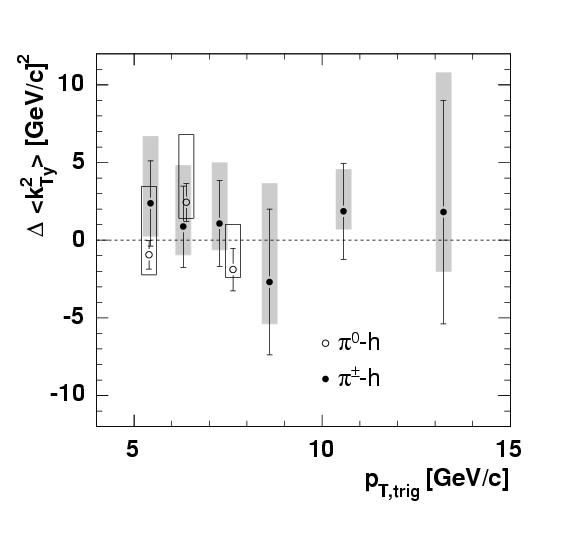 Δ <k²Ty> [GeV/c]²
10
5
0
-5
-10
π⁰-h
π±-h
5
10
15
pT,trig [GeV/c]